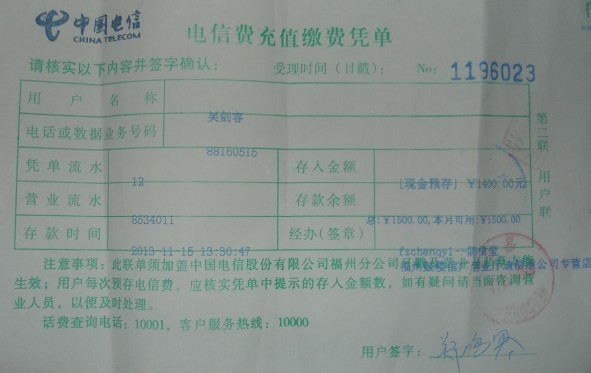 中国电信
CHINA TELECOM
电信费充值缴费凭单
请核实以下内容并签字确认：
受理时间（日戳）：
No: 1196023
用户名称
吴剑容
电话或数据业务号码
88160515
凭单流水
12
存入金额
[现金预存」¥1400.00元
营业流水
8534011
存款余额
总:¥1500.00,本月可用:¥1500.00
存款时间
2013-11-15 13:30:47
经办（签章）
第二联 用户联
注意事项：此联单须加盖中国电信股份有限公司福州分公司
生效；用户每次预存电信费，应核实凭单中提示的存入金额数，如有疑问请当面咨询营
业人员，以便及时处理。
话费查询电话：10001，客户服务热线：10000
用户签字：